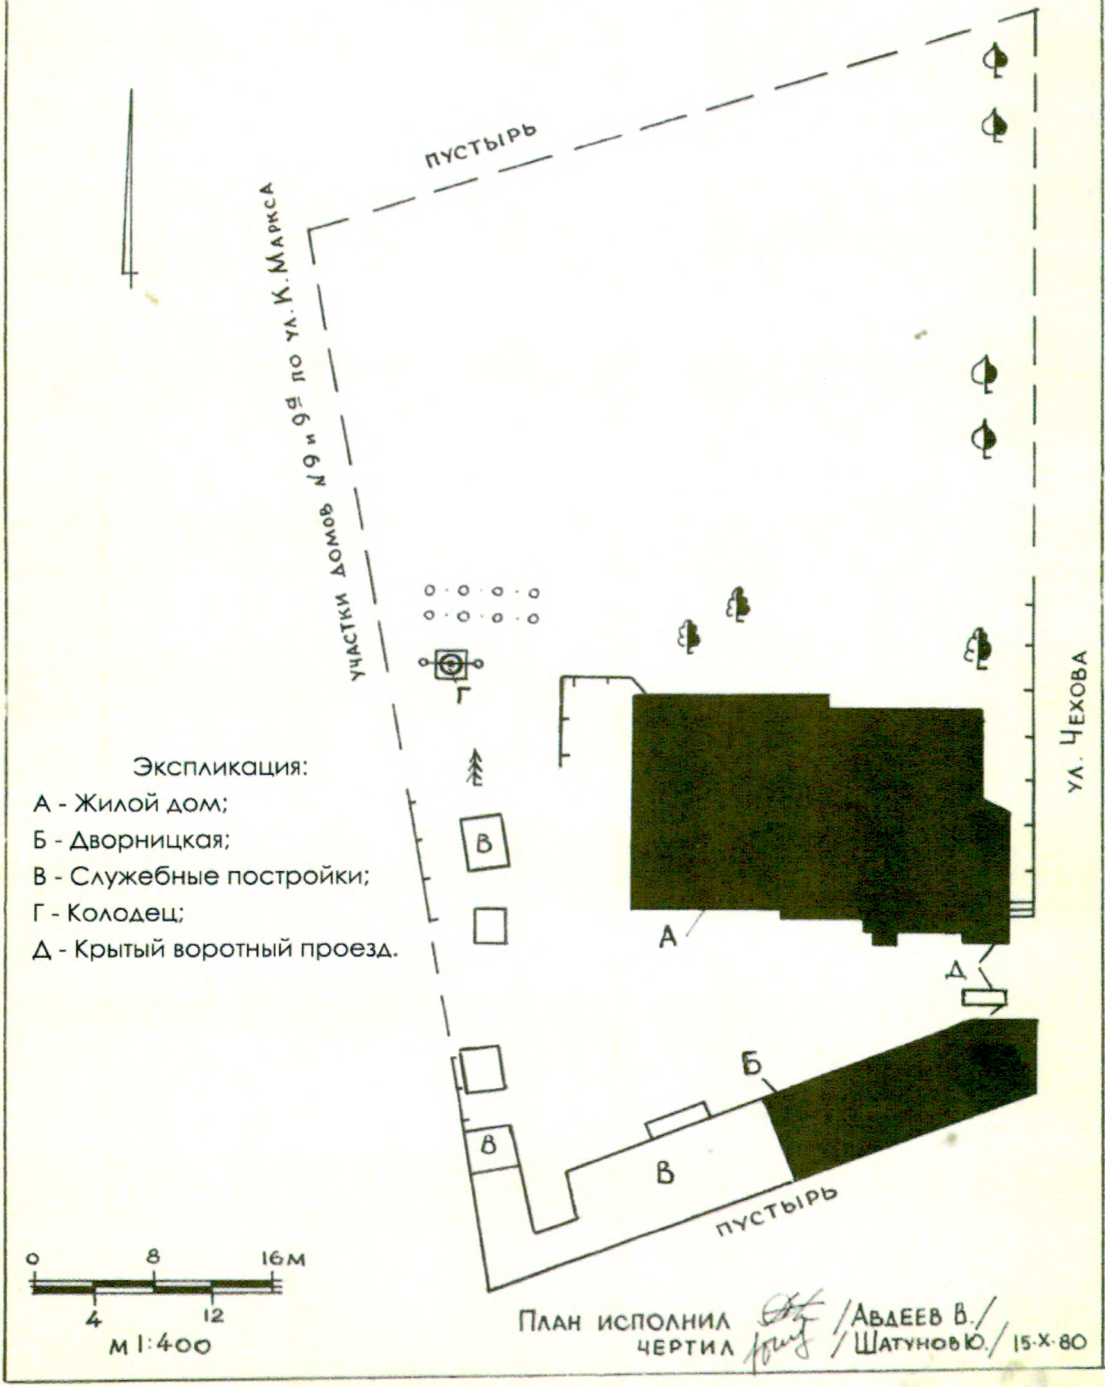 ПУСТЫРЬ
УЧАСТКИ ДОМОВ №9 и 9а ПО УЛ. К. МАРКСА
Г
УЛ. ЧЕХОВА
Экспликация:
А - Жилой дом;
Б - Дворницкая;
В - Служебные постройки;
Г - Колодец;
Д - Крытый воротный проезд.
В
А
Д
Б
В
В
ПУСТЫРЬ
0 8 16 М
4 12
М 1:400
ПЛАН ИСПОЛНИЛ /АВДЕЕВ В./
ЧЕРТИЛ /ШАТУНОВ Ю./ 15-X-80